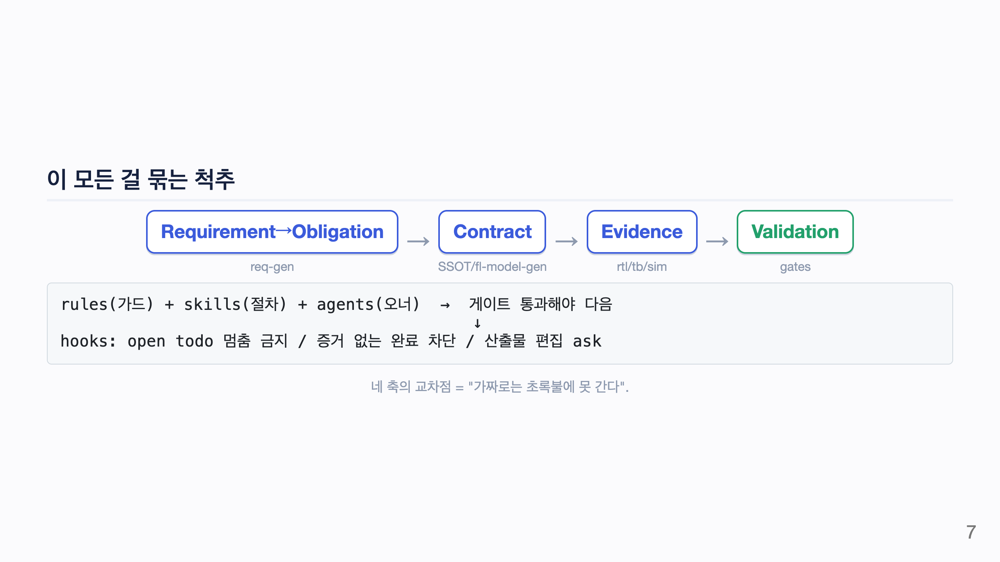 이 모든 걸 묶는 척추
Requirement→Obligation → Contract → Evidence → Validation
req-gen SSOT/fl-model-gen rtl/tb/sim gates
rules(가드) + skills(절차) + agents(오너) → 게이트 통과해야 다음
↓
hooks: open todo 멈춤 금지 / 증거 없는 완료 차단 / 산출물 편집 ask
네 축의 교차점 = "가짜로는 초록불에 못 간다".
7